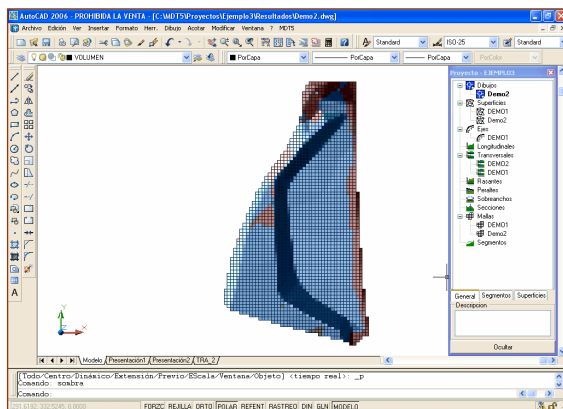 AutoCAD 2006 - PROHIBIDA LA VENTA - [C:\MDT5\Proyectos\Ejemplo3\Resultados\Demo2.dwg]
Archivo Edición Ver Insertar Formato Herr. Dibujo Acotar Modificar Ventana ? MDT5
Standard ISO-25 Standard
VOLUMEN PorCapa PorCapa PorCapa PorColor
Proyecto - EJEMPLO3
Dibujos
Demo2
Superficies
DEMO1
Demo2
Ejes
DEMO1
Longitudinales
Transversales
DEMO2
DEMO1
Rasantes
Peraltes
Sobreanchos
Secciones
Mallas
DEMO1
Demo2
Segmentos
General Segmentos Superficies
Descripcion
Ocultar
Y
X
Modelo Presentación1 Presentación2 TRA_2
[Todo/Centro/Dinámico/Extensión/Previo/EScala/Ventana/Objeto] <tiempo real>: _p
Comando: sombra
Comando:
FORZC REJILLA ORTO POLAR REFENT RASTREO DIN GLN MODELO